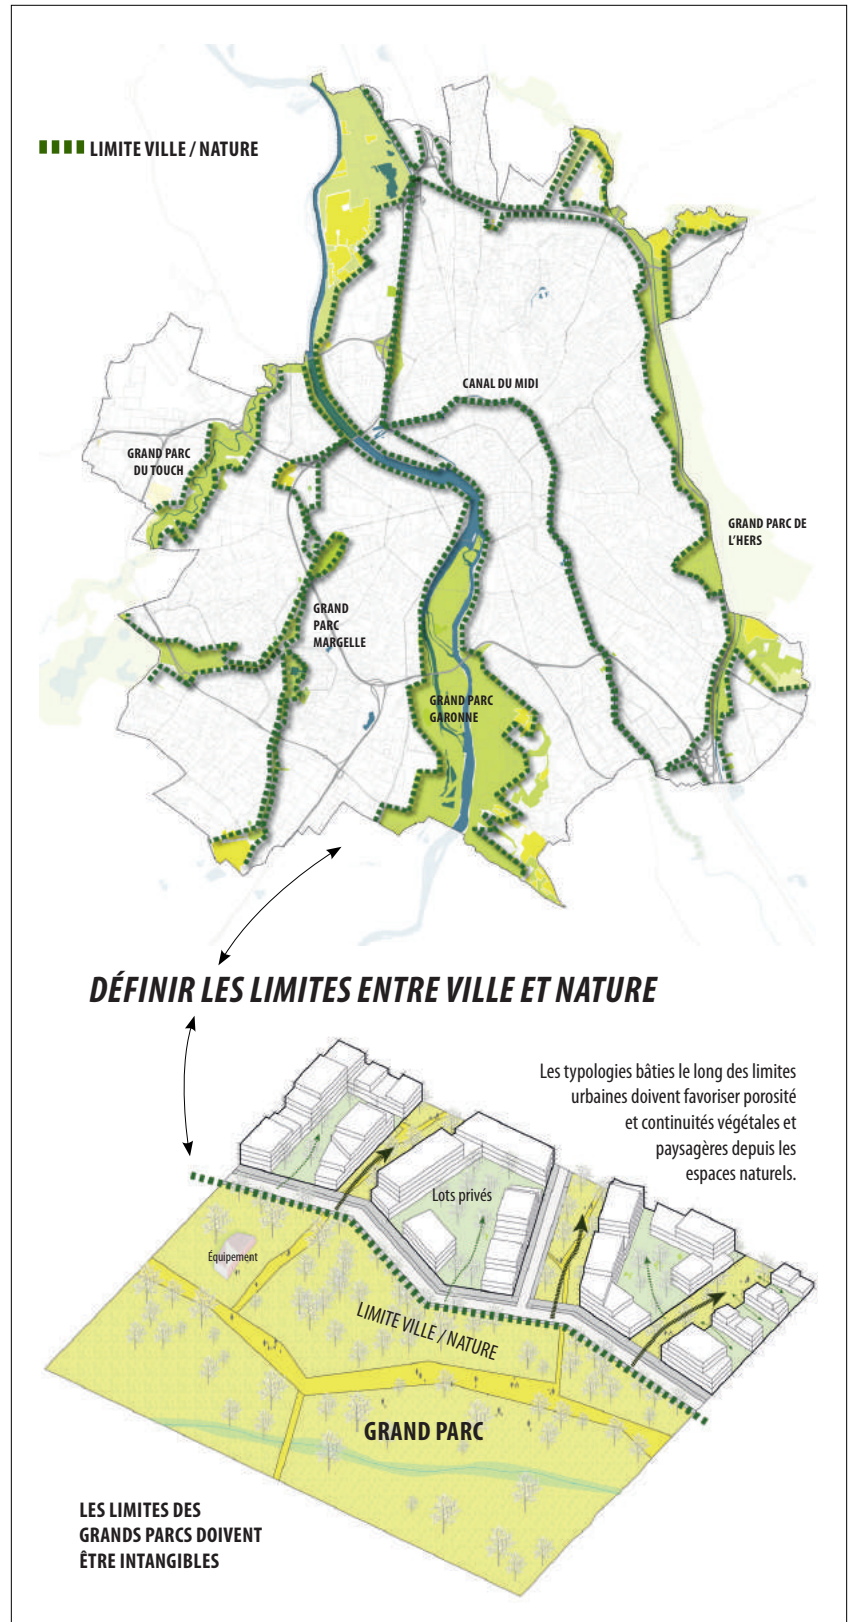 LIMITE VILLE / NATURE
CANAL DU MIDI
GRAND PARC
DU TOUCH
GRAND PARC DE
L'HERS
GRAND
PARC
MARGELLE
GRAND PARC
GARONNE
DÉFINIR LES LIMITES ENTRE VILLE ET NATURE
Les typologies bâties le long des limites
urbaines doivent favoriser porosité
et continuités végétales et
paysagères depuis les
espaces naturels.
Lots privés
Équipement
LIMITE VILLE / NATURE
GRAND PARC
LES LIMITES DES
GRANDS PARCS DOIVENT
ÊTRE INTANGIBLES